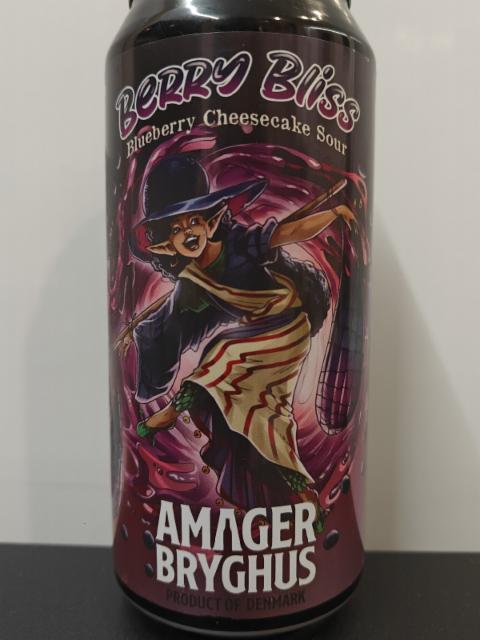 Berry Bliss
Blueberry Cheesecake Sour
AMAGER
BRYGHUS
PRODUCT OF DENMARK